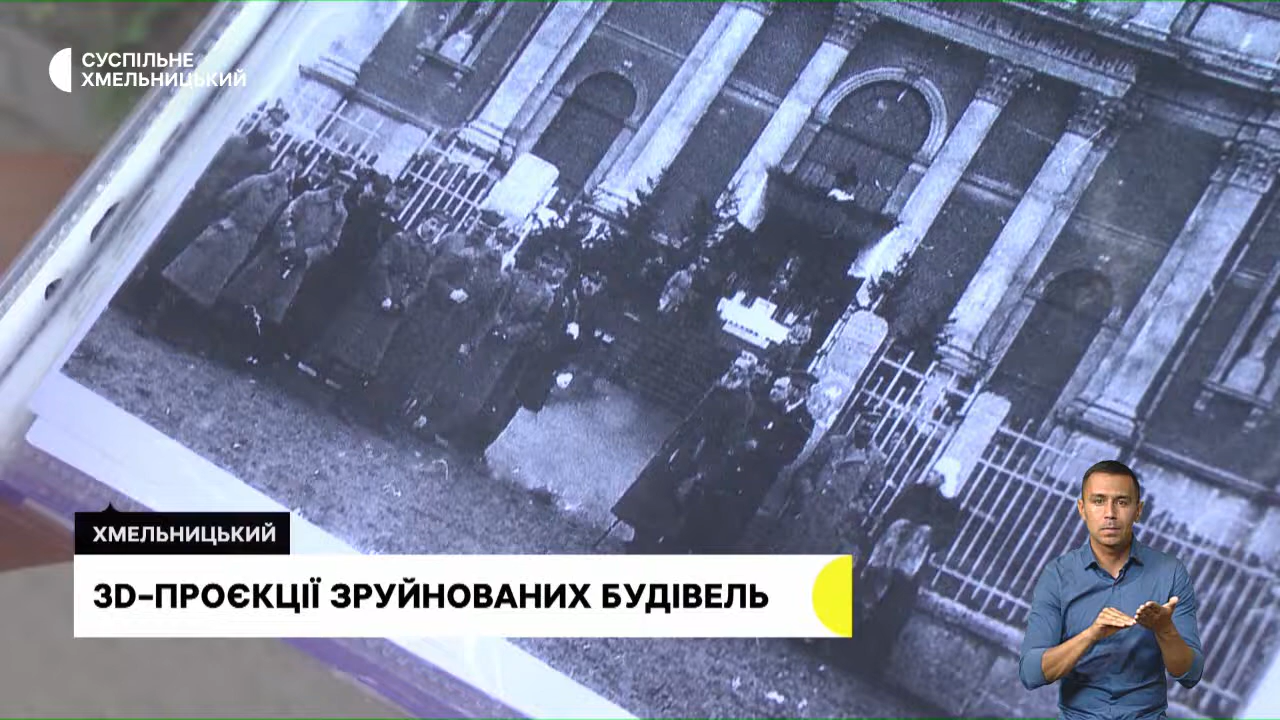 СУСПІЛЬНЕ
ХМЕЛЬНИЦЬКИЙ
ХМЕЛЬНИЦЬКИЙ
3D-ПРОЄКЦІЇ ЗРУЙНОВАНИХ БУДІВЕЛЬ